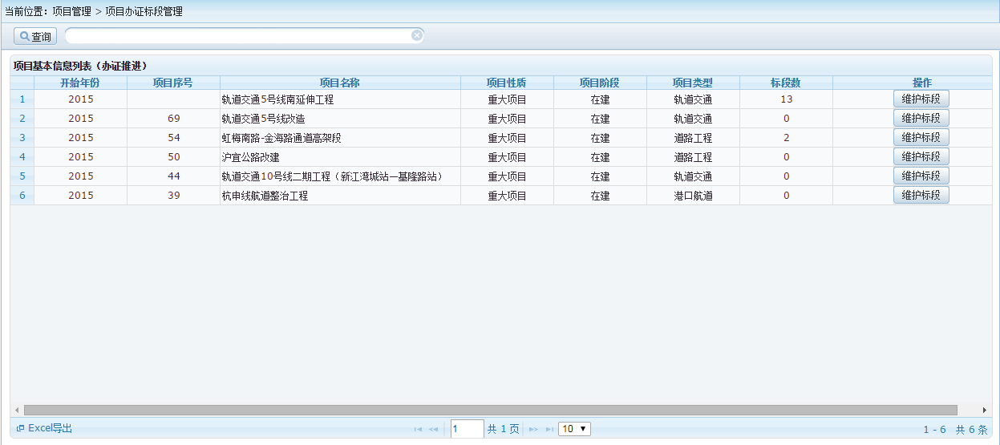 当前位置：项目管理 > 项目办证标段管理
查询
项目基本信息列表（办证推进）
开始年份 项目序号 项目名称 项目性质 项目阶段 项目类型 标段数 操作
1 2015 轨道交通5号线南延伸工程 重大项目 在建 轨道交通 13 维护标段
2 2015 69 轨道交通5号线改造 重大项目 在建 轨道交通 0 维护标段
3 2015 54 虹梅南路-金海路通道高架段 重大项目 在建 道路工程 2 维护标段
4 2015 50 沪宜公路改建 重大项目 在建 道路工程 0 维护标段
5 2015 44 轨道交通10号线二期工程（新江湾城站—基隆路站） 重大项目 在建 轨道交通 0 维护标段
6 2015 39 杭申线航道整治工程 重大项目 在建 港口航道 0 维护标段
Excel导出 1 共 1 页 10 1 - 6 共 6 条